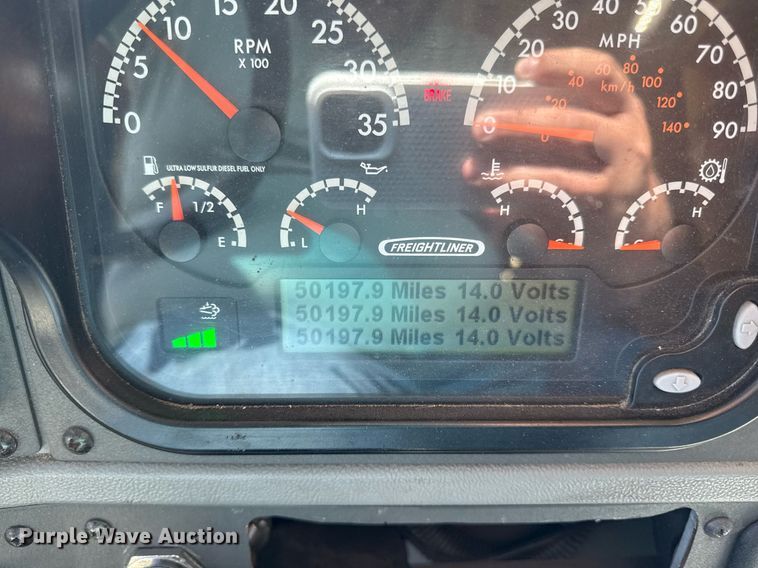 0 5 10 15 20 25 30 35
RPM
X 100
0 10 20 30 40 50 70 80 90
MPH
0 20 40 60 80 100 120 140
km/h
BRAKE
ULTRA LOW SULFUR DIESEL FUEL ONLY
F 1/2 E
L H
H
H
FREIGHTLINER
50197.9 Miles 14.0 Volts
50197.9 Miles 14.0 Volts
50197.9 Miles 14.0 Volts
Purple Wave Auction